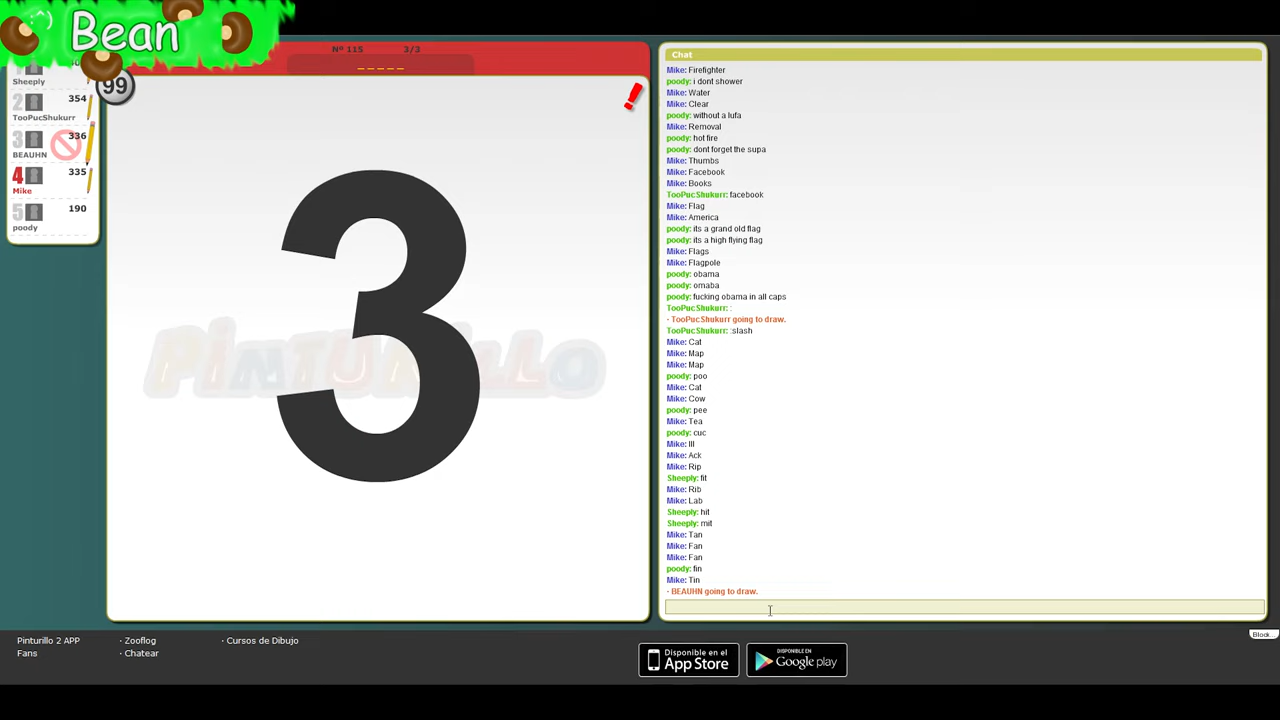 Bean
Nº 115 3/3
_ _ _ _ _
99
Sheeply
2 354
TooPucShukurr
3 336
BEAUHN
4 335
Mike
5 190
poody
!
3
Pinturillo
Chat
Mike: Firefighter
poody: i dont shower
Mike: Water
Mike: Clear
poody: without a lufa
Mike: Removal
poody: hot fire
poody: dont forget the supa
Mike: Thumbs
Mike: Facebook
Mike: Books
TooPucShukurr: facebook
Mike: Flag
Mike: America
poody: its a grand old flag
poody: its a high flying flag
Mike: Flags
Mike: Flagpole
poody: obama
poody: omaba
poody: fucking obama in all caps
TooPucShukurr: :
· TooPucShukurr going to draw.
TooPucShukurr: :slash
Mike: Cat
Mike: Map
Mike: Map
poody: poo
Mike: Cat
Mike: Cow
poody: pee
Mike: Tea
poody: cuc
Mike: Ill
Mike: Ack
Mike: Rip
Sheeply: fit
Mike: Rib
Mike: Lab
Sheeply: hit
Sheeply: mit
Mike: Tan
Mike: Fan
Mike: Fan
poody: fin
Mike: Tin
· BEAUHN going to draw.
Block...
Pinturillo 2 APP · Zooflog · Cursos de Dibujo
Fans · Chatear
Disponible en el
App Store
DISPONIBLE EN
Google play